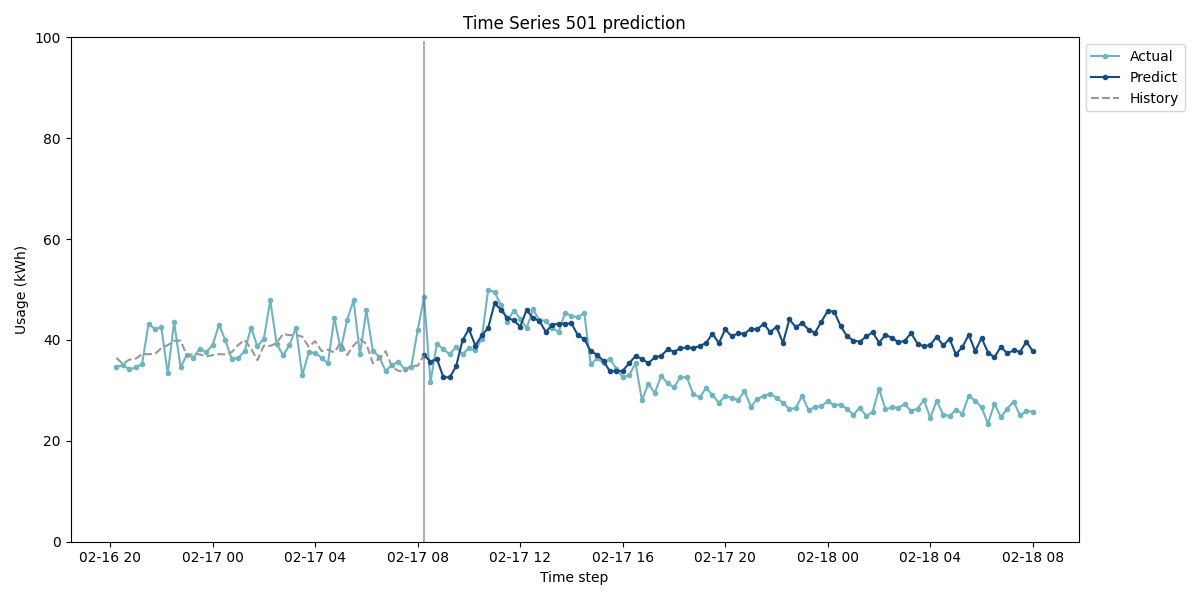 Time Series 501 prediction
100
80
60
40
20
0
Usage (kWh)
02-16 20
02-17 00
02-17 04
02-17 08
02-17 12
02-17 16
02-17 20
02-18 00
02-18 04
02-18 08
Time step
Actual
Predict
History